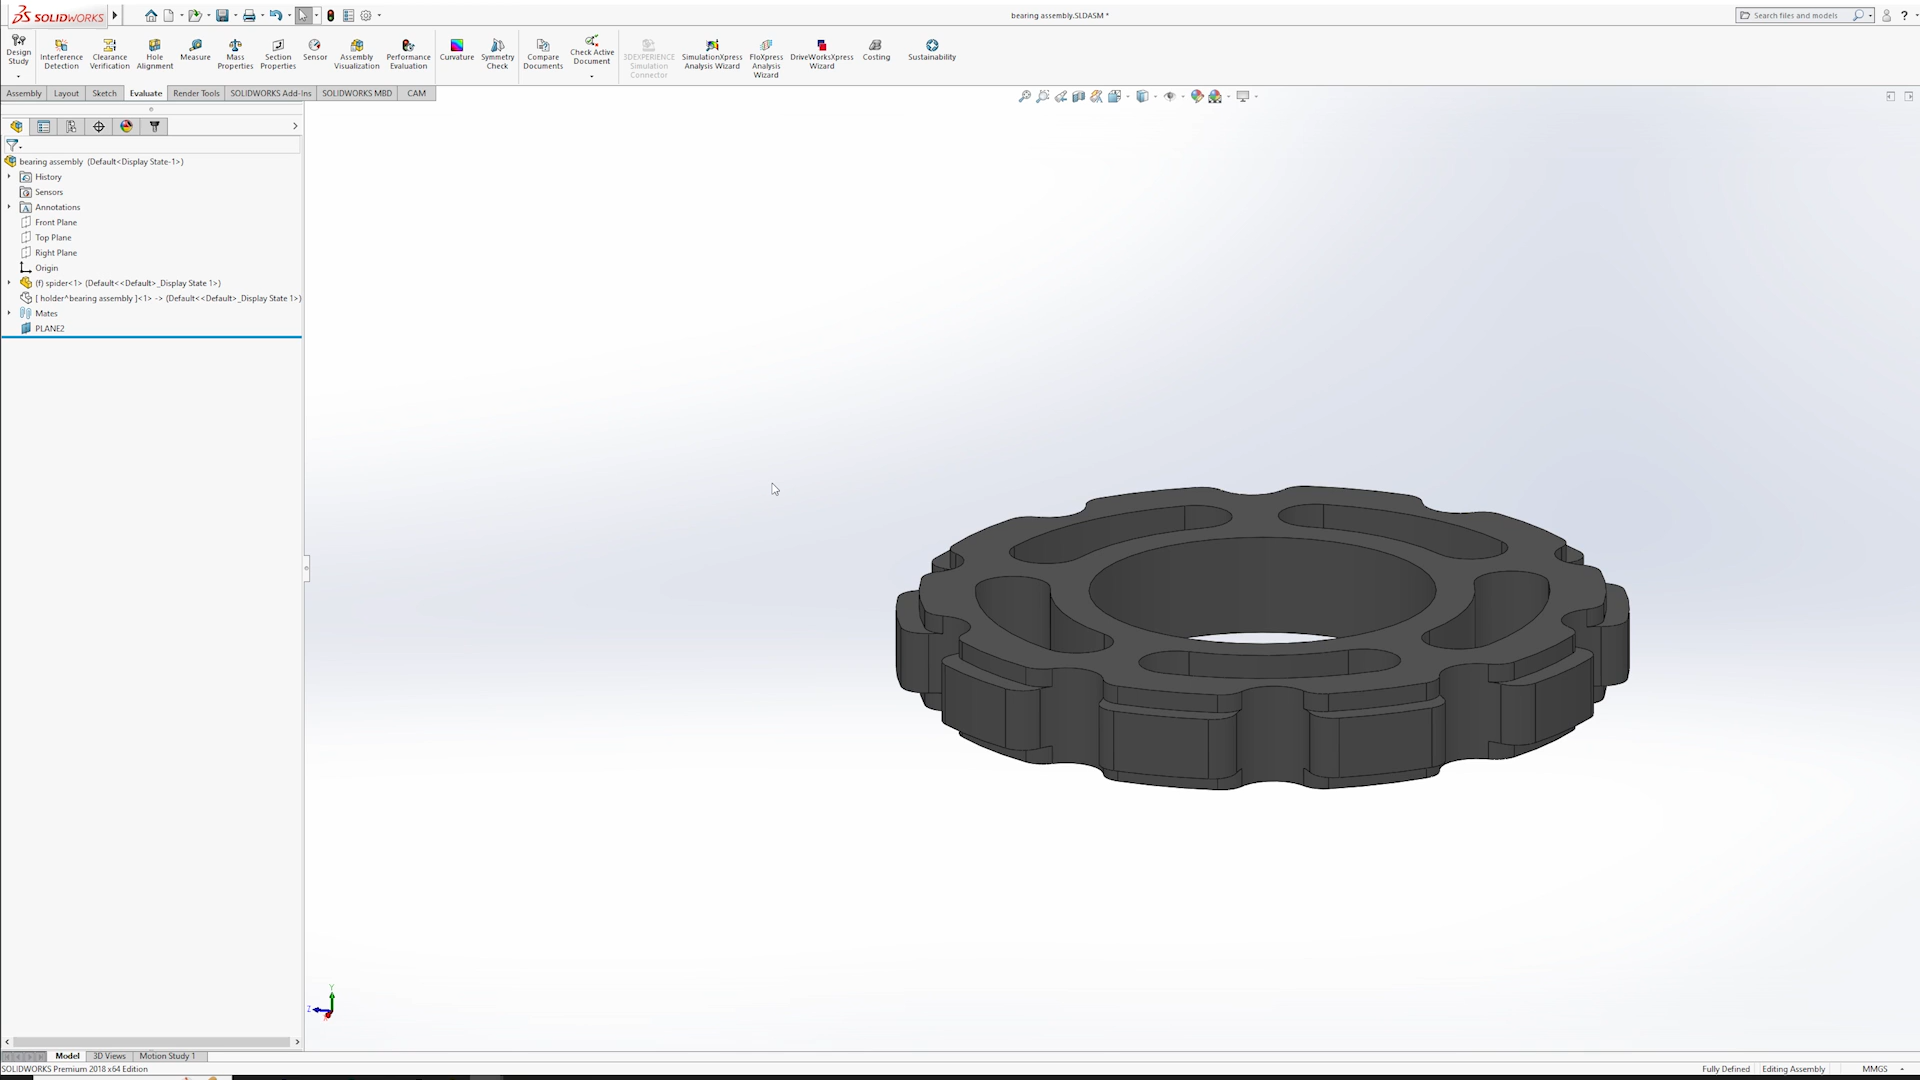 SOLIDWORKS
bearing assembly.SLDASM *
Search files and models
?
Design Study
Interference Detection
Clearance Verification
Hole Alignment
Measure
Mass Properties
Section Properties
Sensor
Assembly Visualization
Performance Evaluation
Curvature
Symmetry Check
Compare Documents
Check Active Document
3DEXPERIENCE Simulation Connector
SimulationXpress Analysis Wizard
FloXpress Analysis Wizard
DriveWorksXpress Wizard
Costing
Sustainability
Assembly
Layout
Sketch
Evaluate
Render Tools
SOLIDWORKS Add-Ins
SOLIDWORKS MBD
CAM
bearing assembly (Default<Display State-1>)
History
Sensors
Annotations
Front Plane
Top Plane
Right Plane
Origin
(f) spider<1> (Default<<Default>_Display State 1>)
[ holder^bearing assembly ]<1> -> (Default<<Default>_Display State 1>)
Mates
PLANE2
Y
Z
Model
3D Views
Motion Study 1
SOLIDWORKS Premium 2018 x64 Edition
Fully Defined
Editing Assembly
MMGS